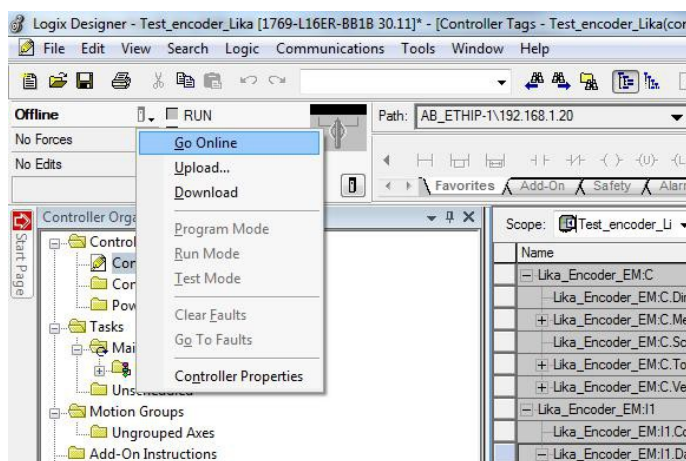 Logix Designer - Test_encoder_Lika [1769-L16ER-BB1B 30.11]* - [Controller Tags - Test_encoder_Lika(con
File Edit View Search Logic Communications Tools Window Help
Offline RUN
No Forces
No Edits
Path: AB_ETHIP-1\192.168.1.20
Favorites Add-On Safety Alarm
Go Online
Upload...
Download
Program Mode
Run Mode
Test Mode
Clear Faults
Go To Faults
Controller Properties
Start Page
Controller Orga
Control
Con
Con
Pow
Tasks
Mai
Unscheduled
Motion Groups
Ungrouped Axes
Add-On Instructions
Scope: Test_encoder_Li
Name
Lika_Encoder_EM:C
Lika_Encoder_EM:C.Dir
Lika_Encoder_EM:C.Me
Lika_Encoder_EM:C.Sc
Lika_Encoder_EM:C.To
Lika_Encoder_EM:C.Ve
Lika_Encoder_EM:I1
Lika_Encoder_EM:I1.Co
Lika_Encoder_EM:I1.Da